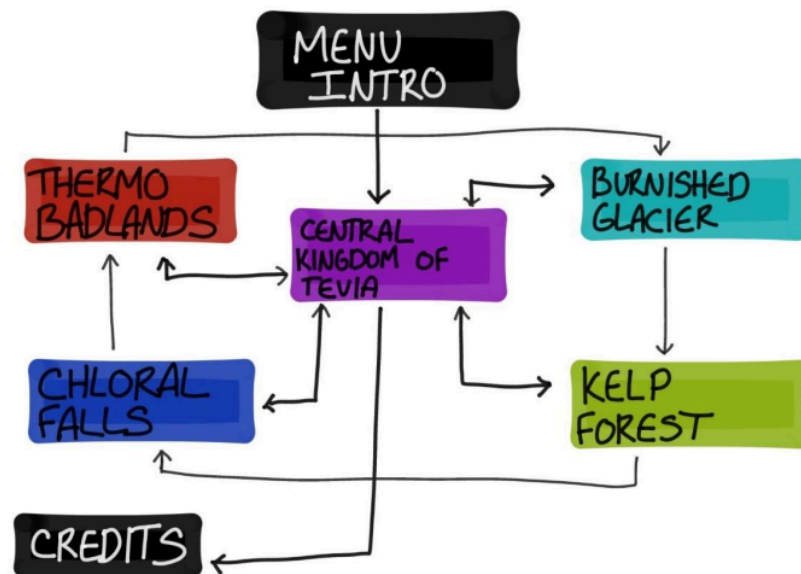 MENU
INTRO
THERMO
BADLANDS
BURNISHED
GLACIER
CENTRAL
KINGDOM OF
TEVIA
CHLORAL
FALLS
KELP
FOREST
CREDITS